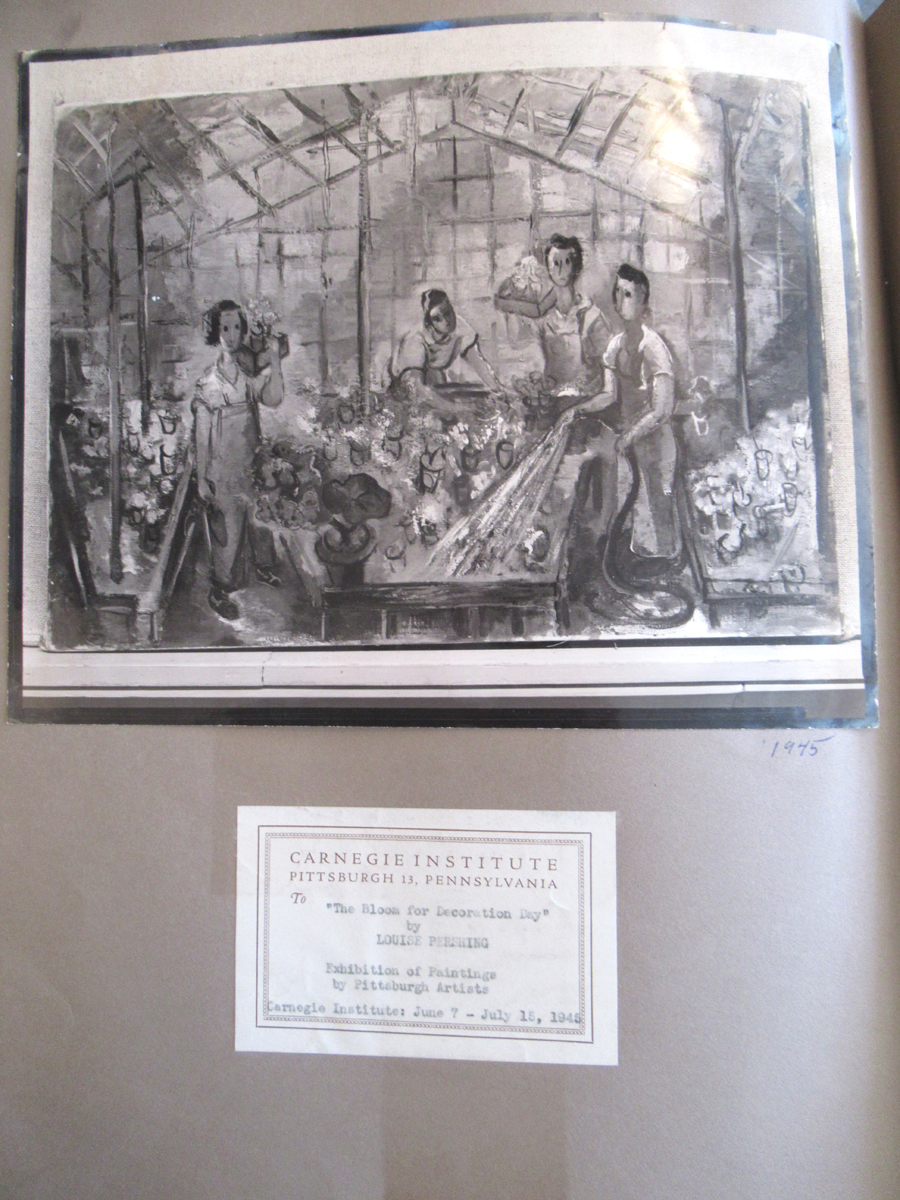 '1945
CARNEGIE INSTITUTE
PITTSBURGH 13, PENNSYLVANIA
To
"The Bloom for Decoration Day"
by
LOUISE PERSHING
Exhibition of Paintings
by Pittsburgh Artists
Carnegie Institute: June 7 - July 15, 1945